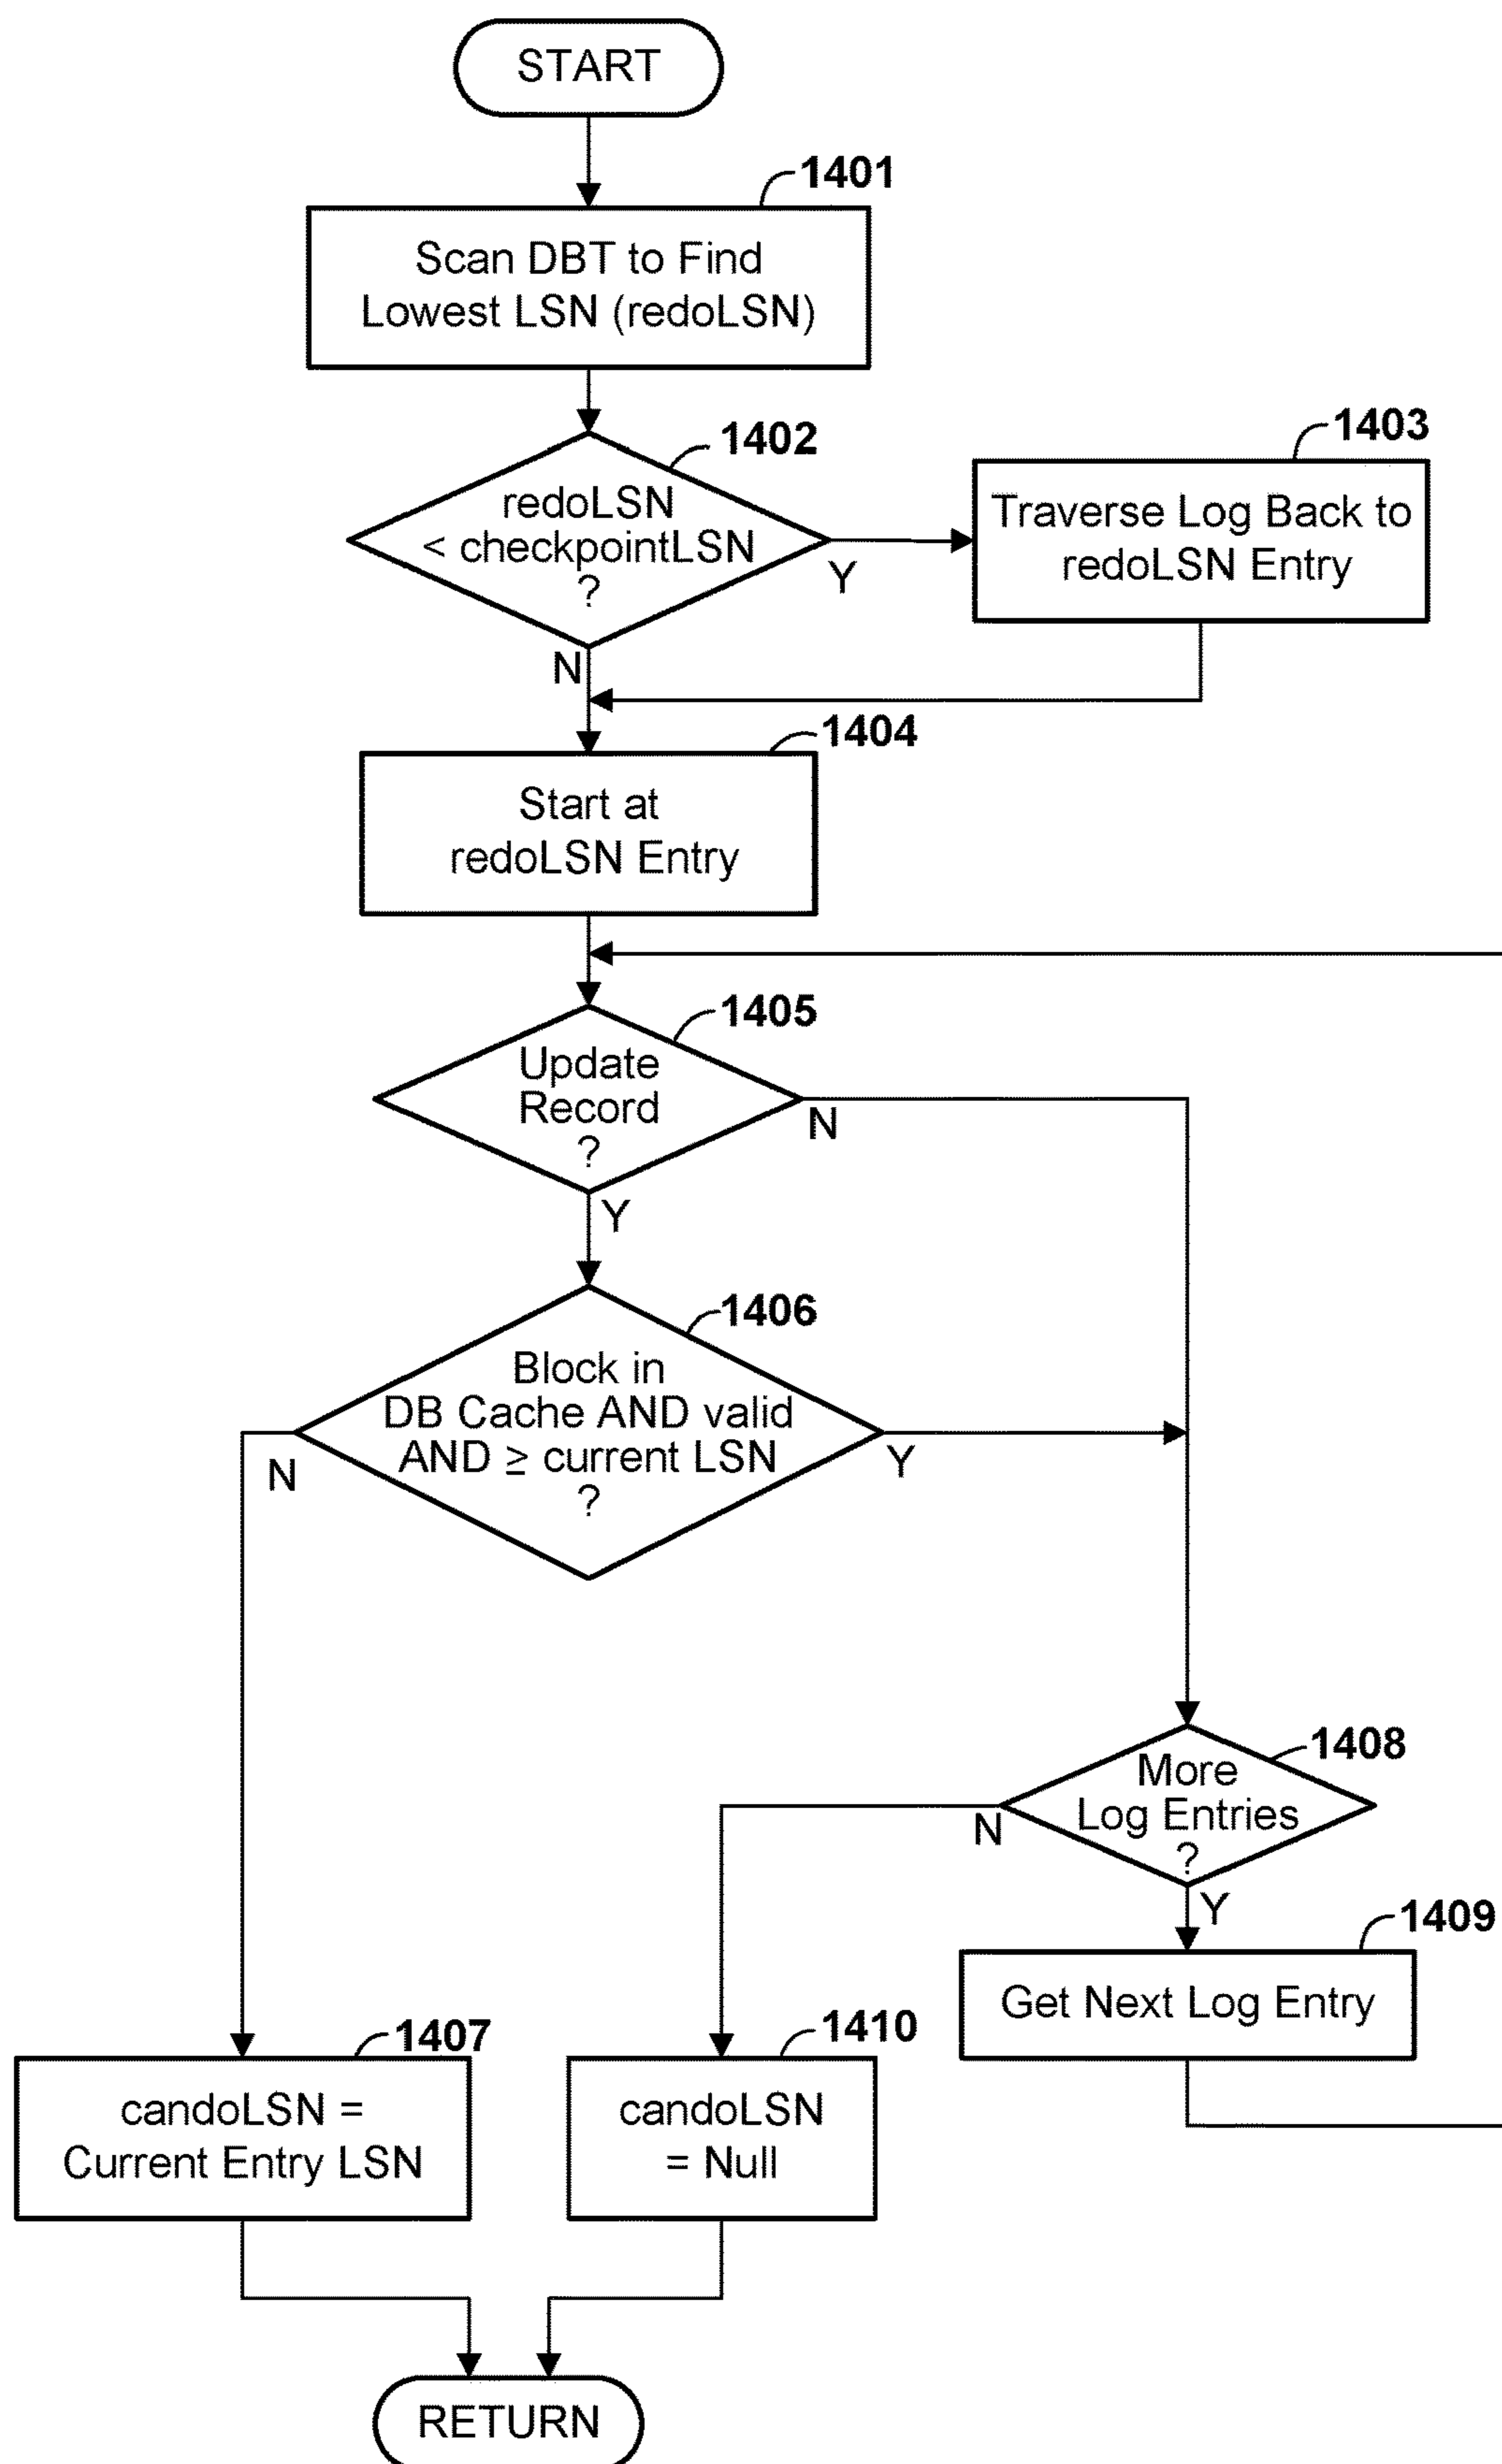 START
1401
Scan DBT to Find
Lowest LSN (redoLSN)
1402
redoLSN
< checkpointLSN
?
Y
N
1403
Traverse Log Back to
redoLSN Entry
1404
Start at
redoLSN Entry
1405
Update
Record
?
N
Y
1406
Block in
DB Cache AND valid
AND ≥ current LSN
?
N
Y
1408
More
Log Entries
?
N
Y
1409
Get Next Log Entry
1407
candoLSN =
Current Entry LSN
1410
candoLSN
= Null
RETURN